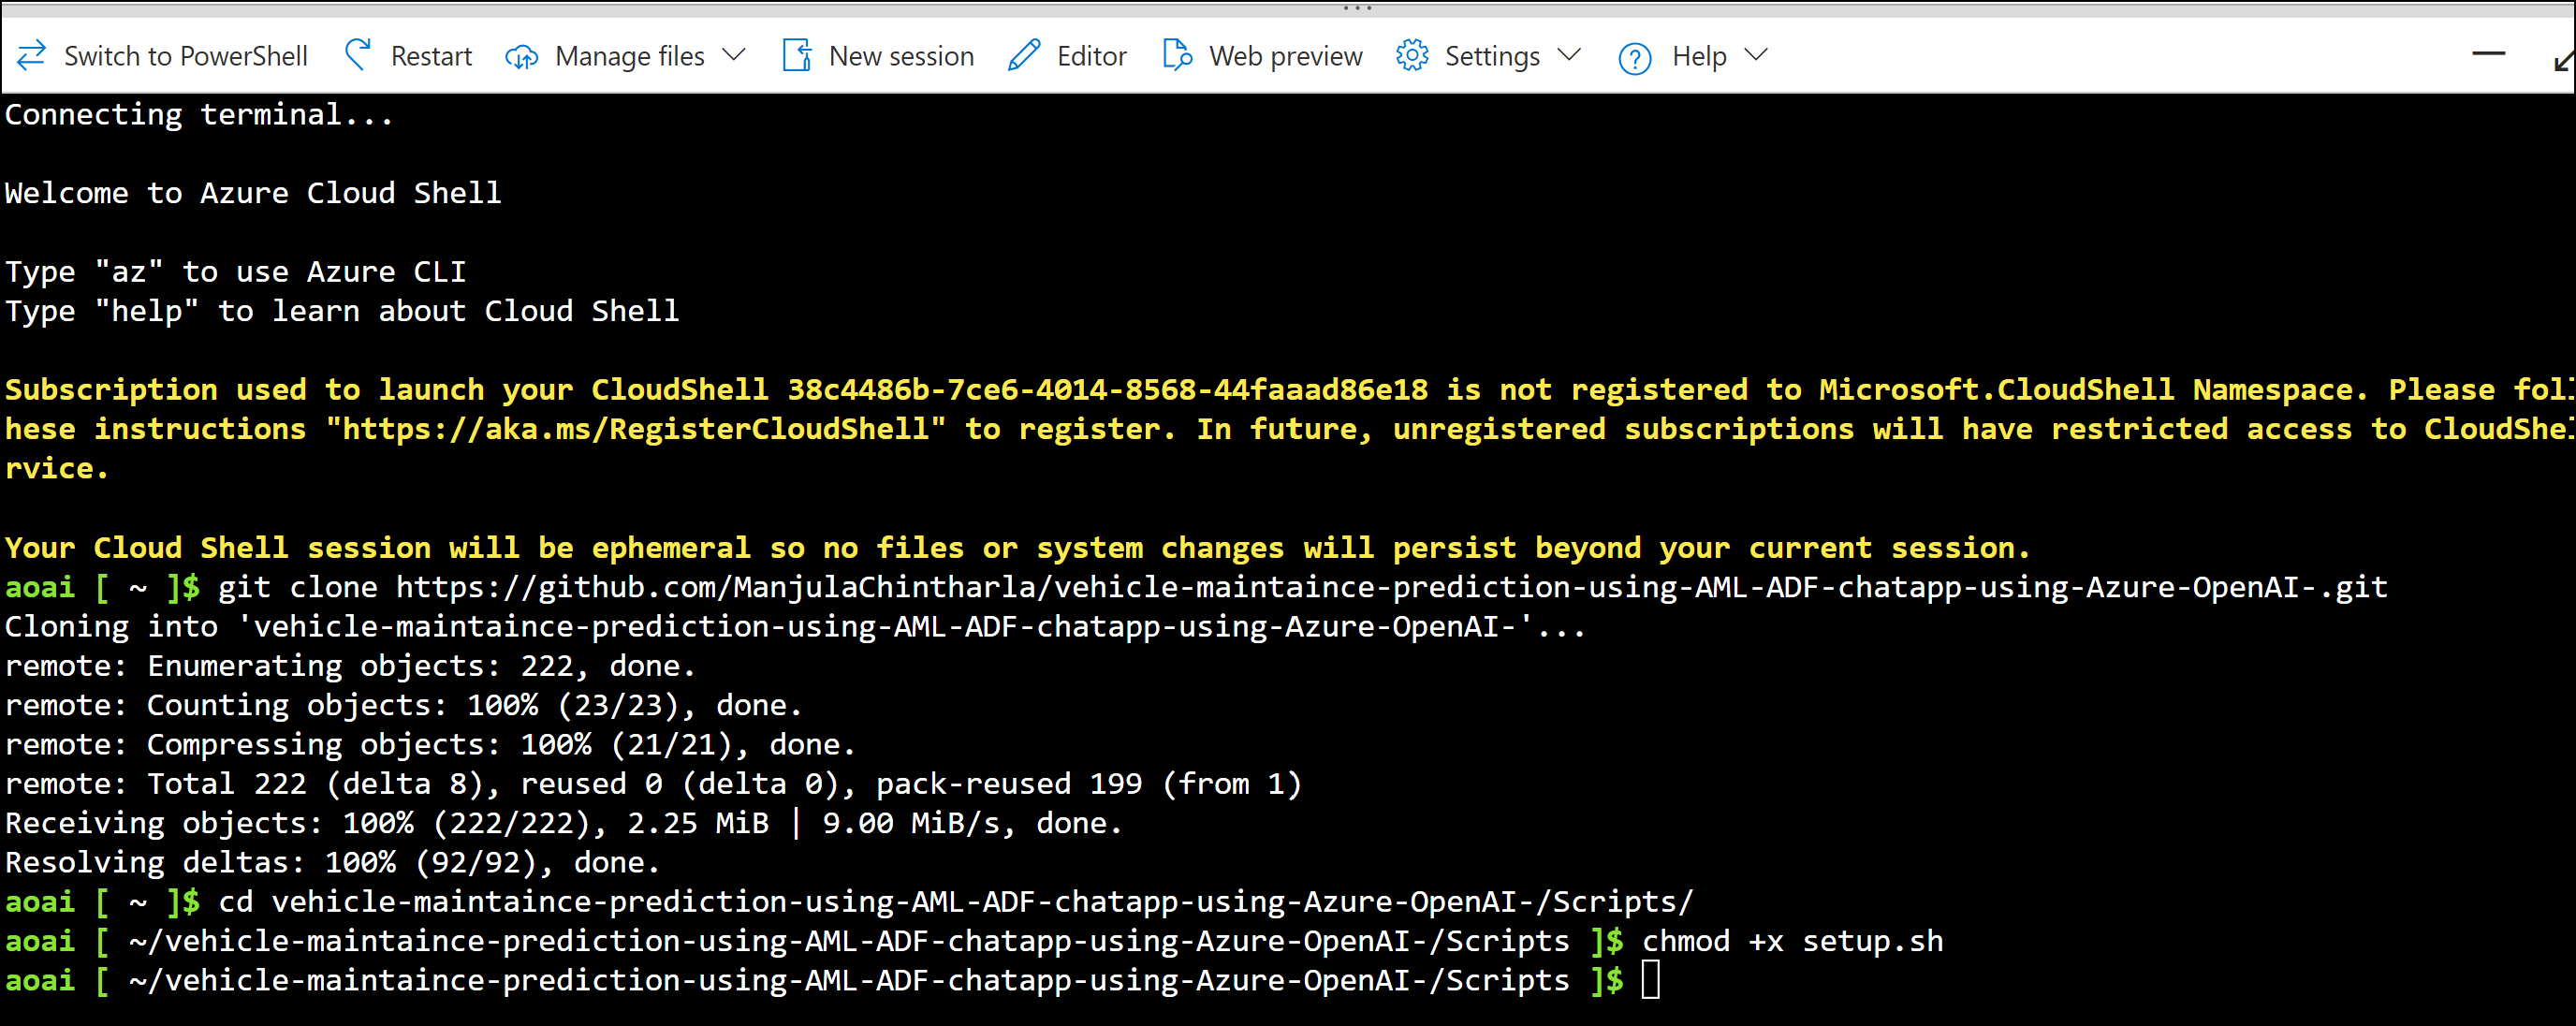 Switch to PowerShell Restart Manage files New session Editor Web preview Settings Help
Connecting terminal...
Welcome to Azure Cloud Shell
Type "az" to use Azure CLI
Type "help" to learn about Cloud Shell
Subscription used to launch your CloudShell 38c4486b-7ce6-4014-8568-44faaad86e18 is not registered to Microsoft.CloudShell Namespace. Please fol
hese instructions "https://aka.ms/RegisterCloudShell" to register. In future, unregistered subscriptions will have restricted access to CloudShe
rvice.
Your Cloud Shell session will be ephemeral so no files or system changes will persist beyond your current session.
aoai [ ~ ]$ git clone https://github.com/ManjulaChintharla/vehicle-maintaince-prediction-using-AML-ADF-chatapp-using-Azure-OpenAI-.git
Cloning into 'vehicle-maintaince-prediction-using-AML-ADF-chatapp-using-Azure-OpenAI-'...
remote: Enumerating objects: 222, done.
remote: Counting objects: 100% (23/23), done.
remote: Compressing objects: 100% (21/21), done.
remote: Total 222 (delta 8), reused 0 (delta 0), pack-reused 199 (from 1)
Receiving objects: 100% (222/222), 2.25 MiB | 9.00 MiB/s, done.
Resolving deltas: 100% (92/92), done.
aoai [ ~ ]$ cd vehicle-maintaince-prediction-using-AML-ADF-chatapp-using-Azure-OpenAI-/Scripts/
aoai [ ~/vehicle-maintaince-prediction-using-AML-ADF-chatapp-using-Azure-OpenAI-/Scripts ]$ chmod +x setup.sh
aoai [ ~/vehicle-maintaince-prediction-using-AML-ADF-chatapp-using-Azure-OpenAI-/Scripts ]$